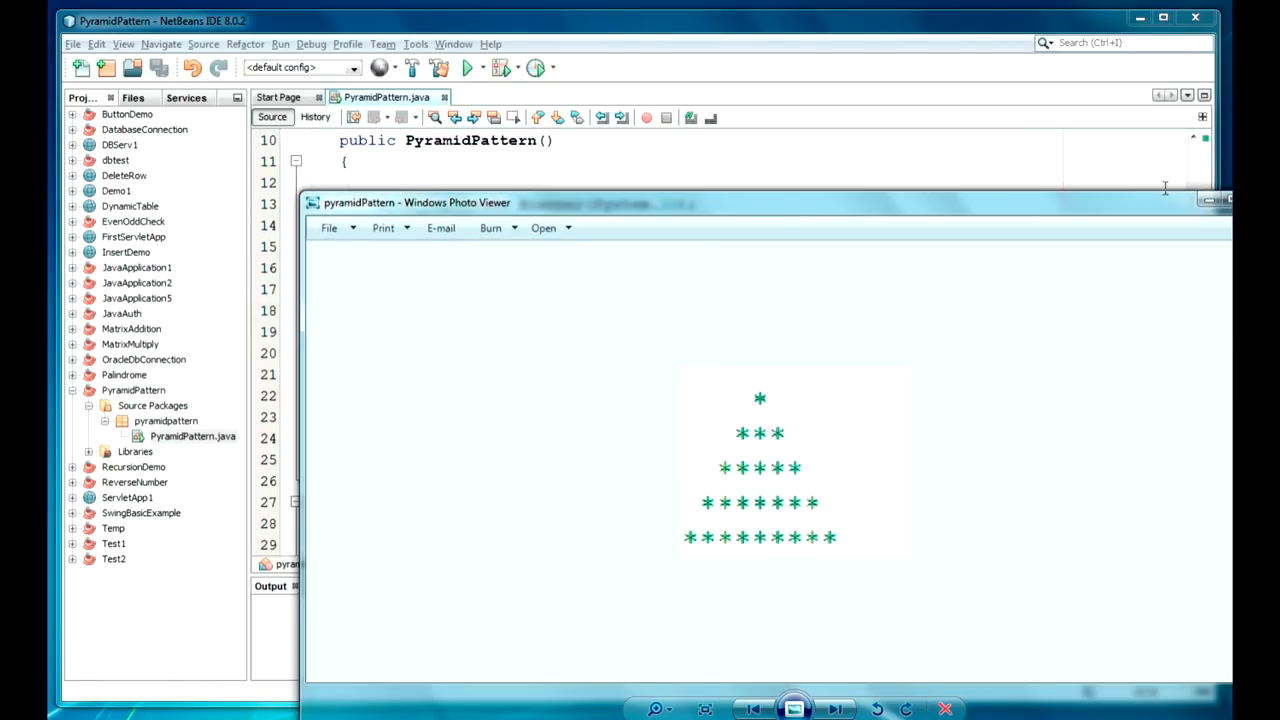 PyramidPattern - NetBeans IDE 8.0.2
File Edit View Navigate Source Refactor Run Debug Profile Team Tools Window Help
Search (Ctrl+I)
<default config>
Proj... Files Services
Start Page PyramidPattern.java
Source History
ButtonDemo
DatabaseConnection
DBServ1
dbtest
DeleteRow
Demo1
DynamicTable
EvenOddCheck
FirstServletApp
InsertDemo
JavaApplication1
JavaApplication2
JavaApplication5
JavaAuth
MatrixAddition
MatrixMultiply
OracleDbConnection
Palindrome
PyramidPattern
Source Packages
pyramidpattern
PyramidPattern.java
Libraries
RecursionDemo
ReverseNumber
ServletApp1
SwingBasicExample
Temp
Test1
Test2
10 public PyramidPattern()
11 {
12
13
14
15
16
17
18
19
20
21
22
23
24
25
26
27
28
29
Output
pyramidPattern - Windows Photo Viewer
File Print E-mail Burn Open
*
***
*****
*******
*********